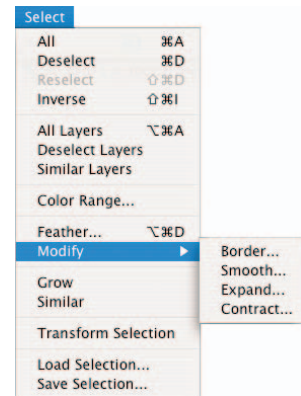 Select
All ⌘A
Deselect ⌘D
Reselect ⇧⌘D
Inverse ⇧⌘I
All Layers ⌥⌘A
Deselect Layers
Similar Layers
Color Range...
Feather... ⌥⌘D
Modify ▶
Border...
Smooth...
Expand...
Contract...
Grow
Similar
Transform Selection
Load Selection...
Save Selection...